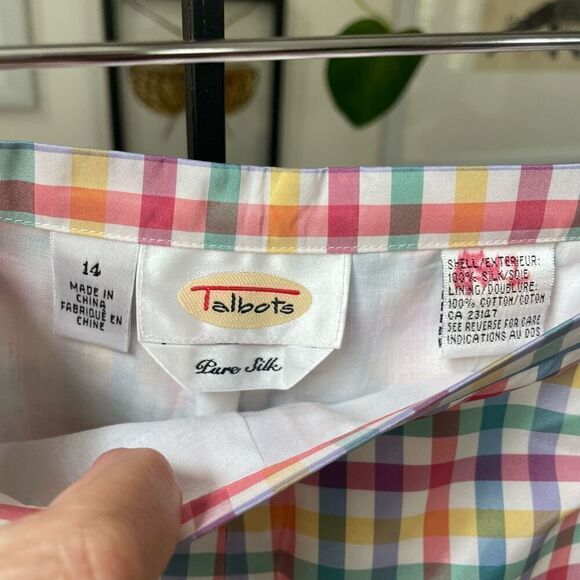 14
MADE IN
CHINA
FABRIQUÉ EN
CHINE
Talbots
Pure Silk
SHELL/EXTERIEUR:
100% SILK/SOIE
LINING/DOUBLURE:
100% COTTON/COTON
CA 23127
SEE REVERSE FOR CARE
INDICATIONS AU DOS